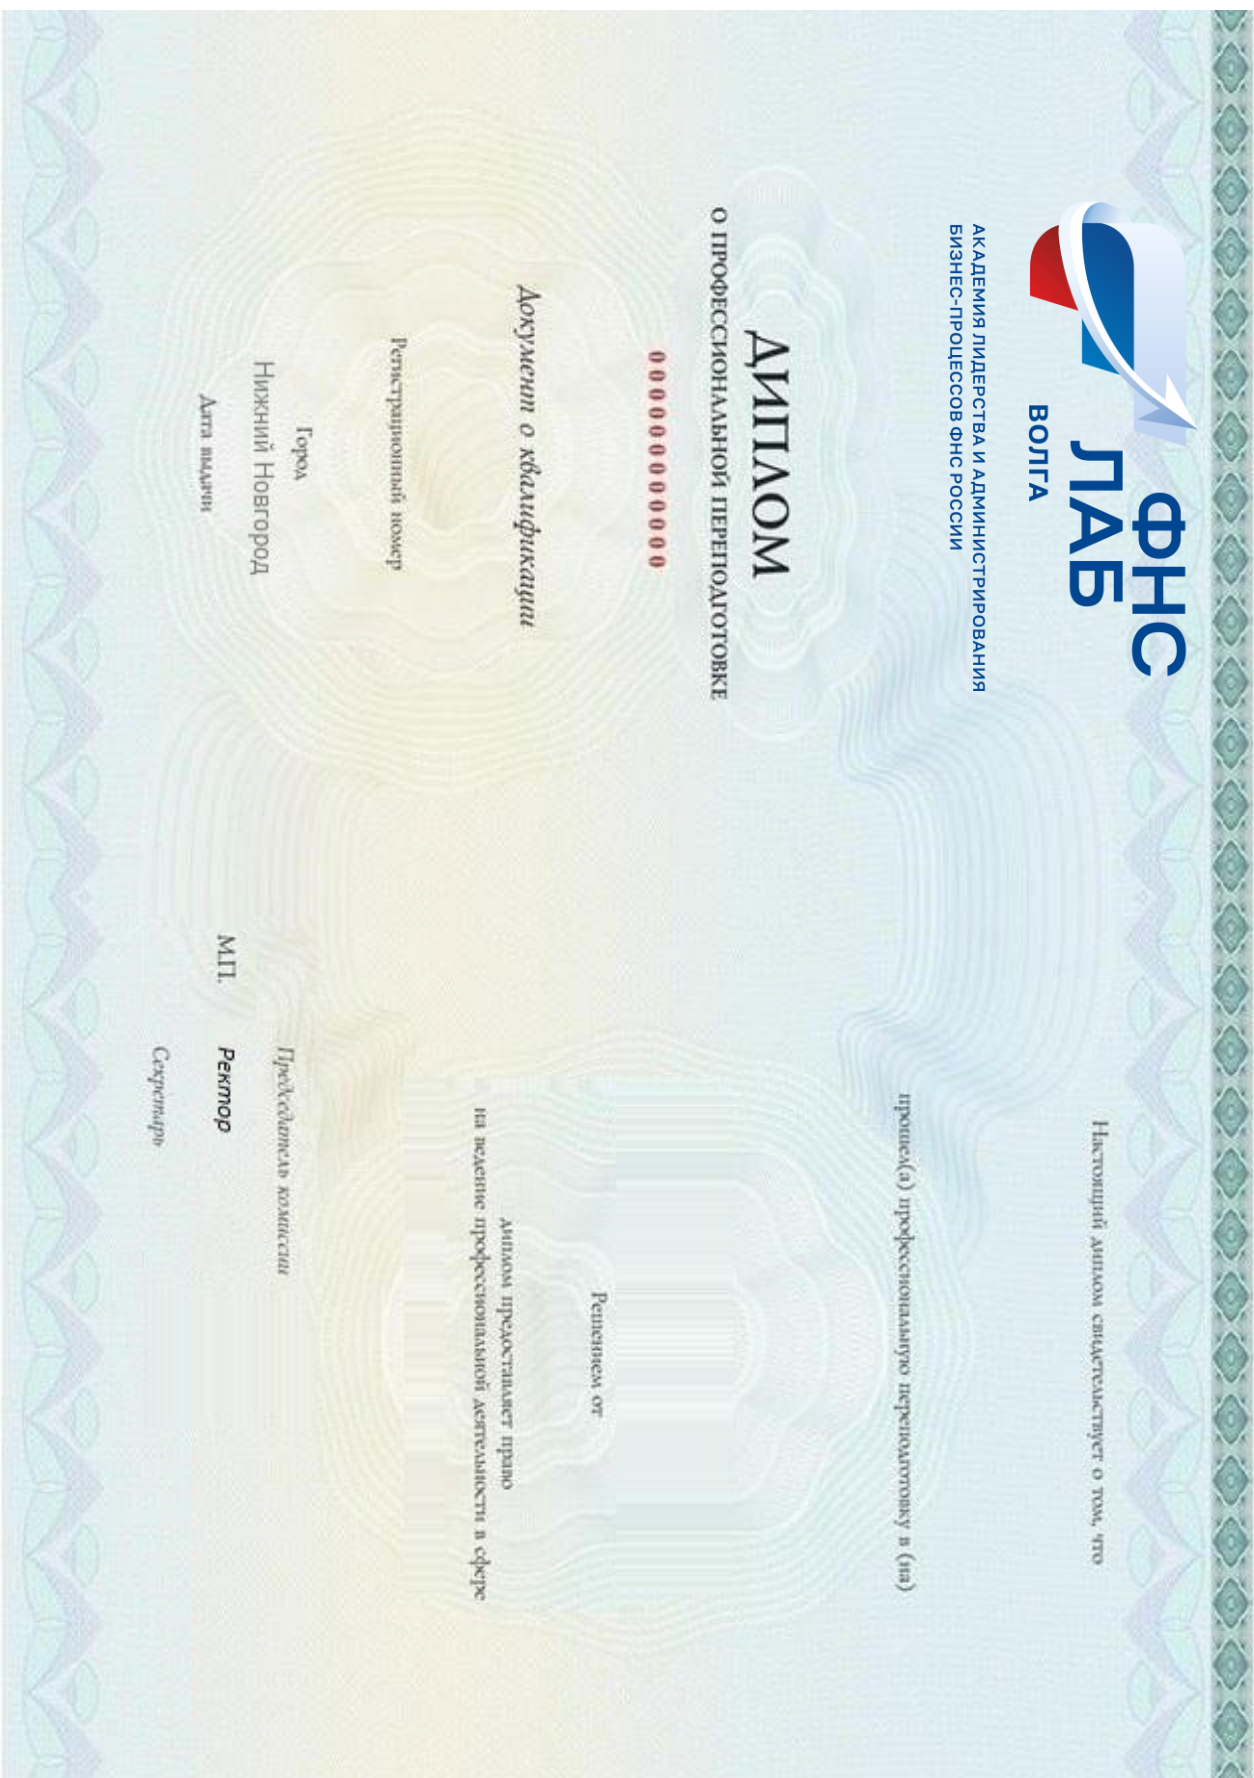 ФНС
ЛАБ
ВОЛГА
АКАДЕМИЯ ЛИДЕРСТВА И АДМИНИСТРИРОВАНИЯ
БИЗНЕС-ПРОЦЕССОВ ФНС РОССИИ
ДИПЛОМ
О ПРОФЕССИОНАЛЬНОЙ ПЕРЕПОДГОТОВКЕ
000000000000
Документ о квалификации
Регистрационный номер
Город
Нижний Новгород
Дата выдачи
Настоящий диплом свидетельствует о том, что
прошел(а) профессиональную переподготовку в (на)
Решением от
диплом предоставляет право
на ведение профессиональной деятельности в сфере
Председатель комиссии
М.П. Ректор
Секретарь